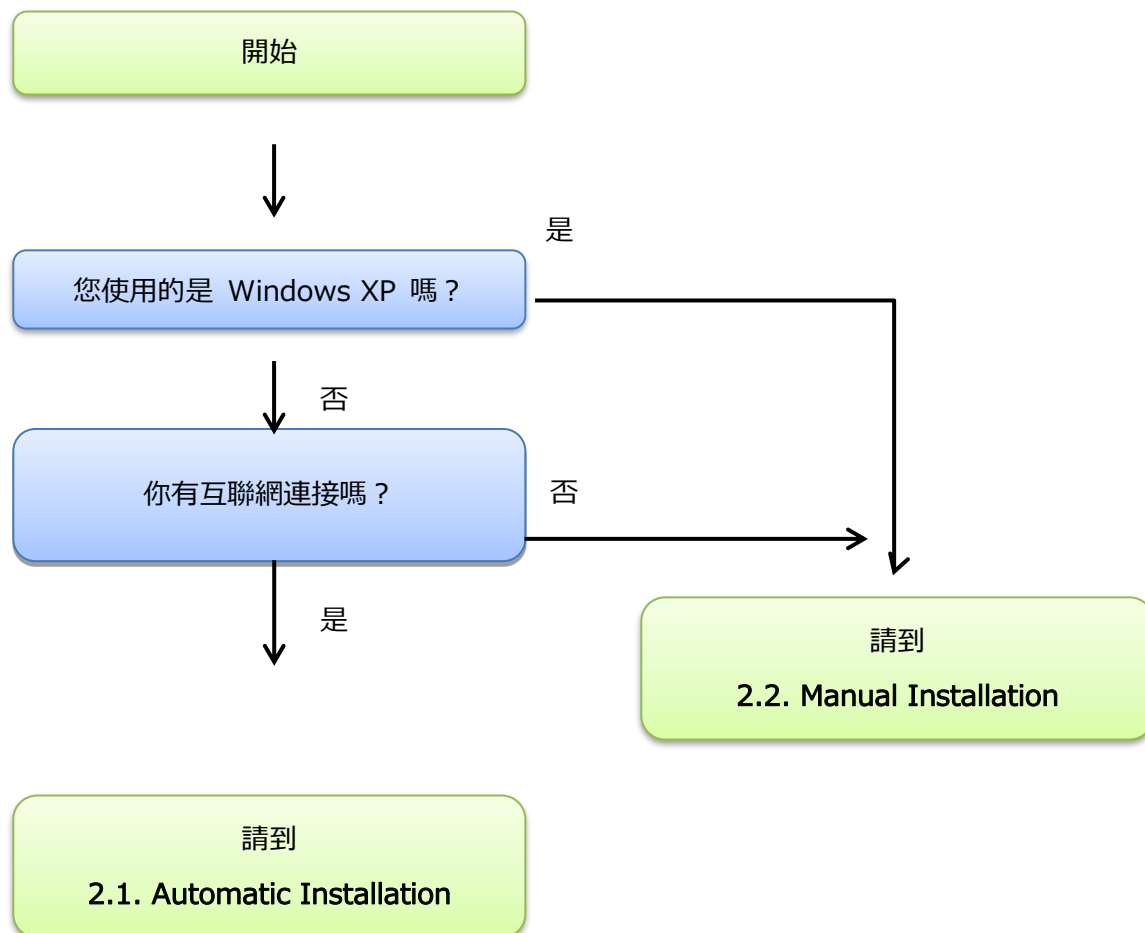 開始
是
您使用的是 Windows XP 嗎？
否
你有互聯網連接嗎？
否
是
請到
2.2. Manual Installation
請到
2.1. Automatic Installation